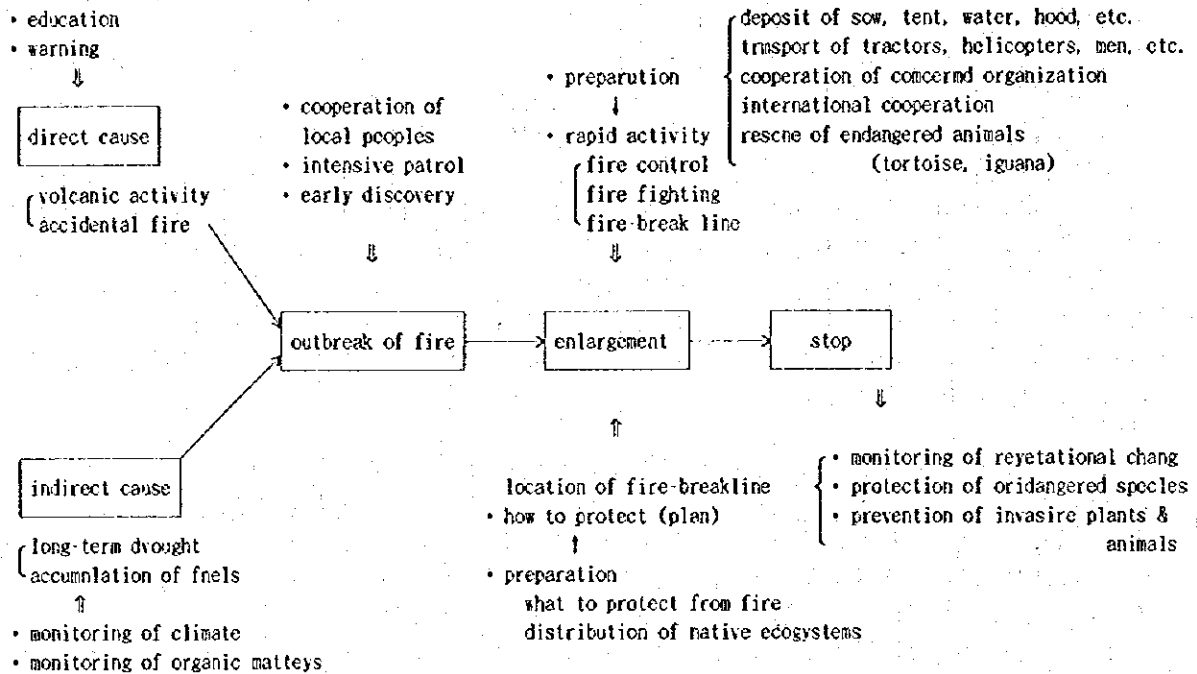 • education
• warning
⇓
direct cause
volcanic activity
accidental fire
• cooperation of
local peoples
• intensive patrol
• early discovery
⇓
• preparution
↓
• rapid activity
fire control
fire fighting
fire-break line
⇓
deposit of sow, tent, water, hood, etc.
trnsport of tractors, helicopters, men, etc.
cooperation of comcernd organization
international cooperation
rescne of endangered animals
(tortoise, iguana)
outbreak of fire
enlargement
stop
⇓
indirect cause
long-term dvought
accumnlation of fnels
⇑
• monitoring of climate
• monitoring of organic matteys
⇑
location of fire-breakline
• how to protect (plan)
↑
• preparation
what to protect from fire
distribution of native ecogystems
• monitoring of reyetational chang
• protection of oridangered species
• prevention of invasire plants &
animals